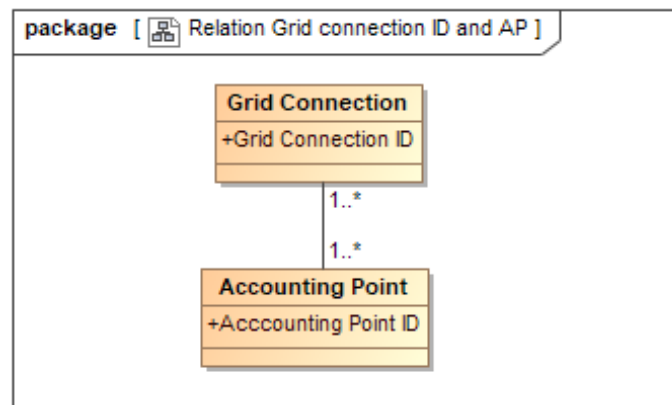 package [ Relation Grid connection ID and AP ]
Grid Connection
+Grid Connection ID
1..*
1..*
Accounting Point
+Acccounting Point ID